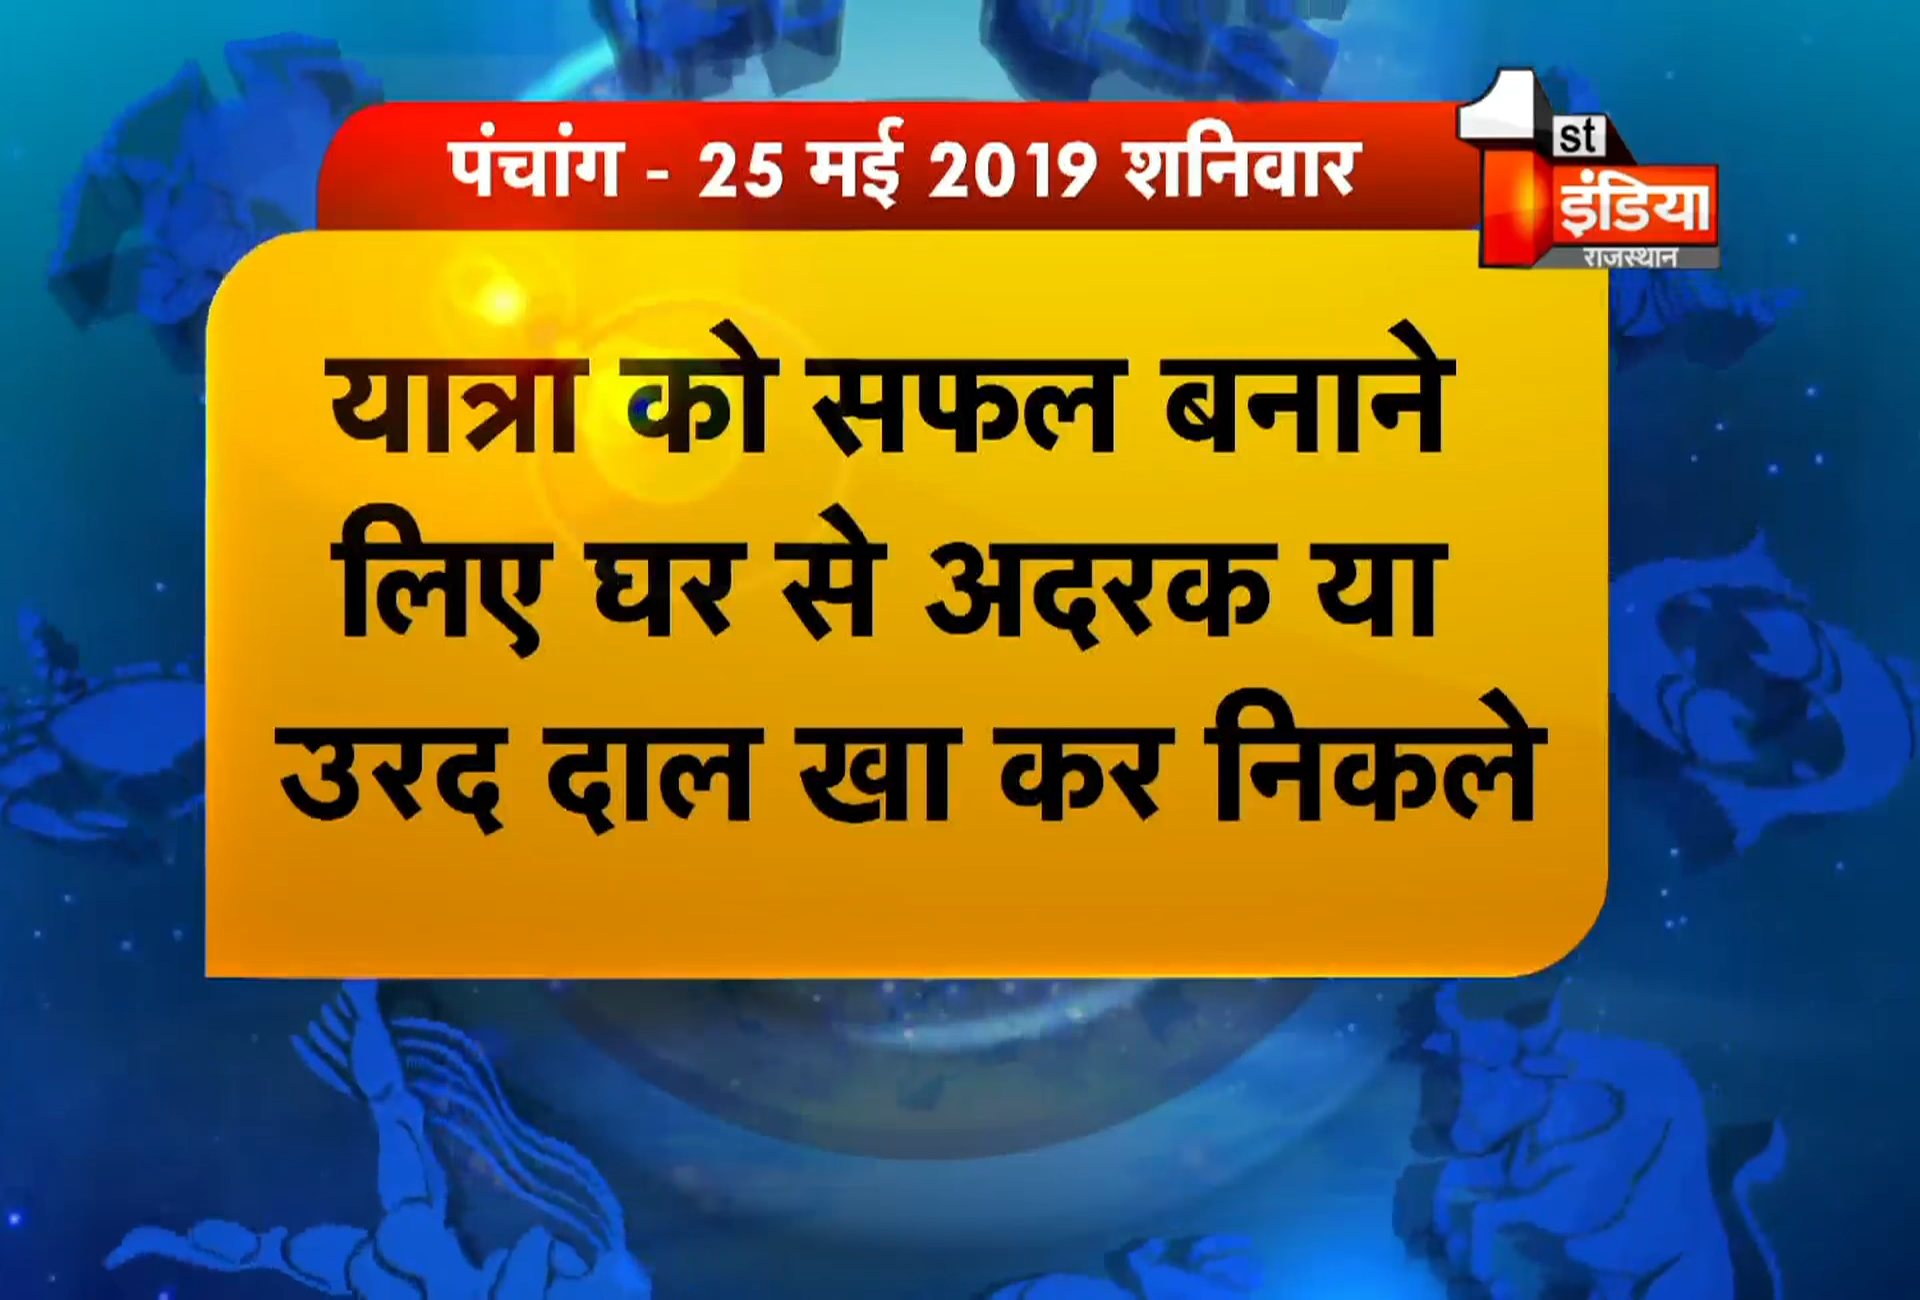 पंचांग - 25 मई 2019 शनिवार
1st
इंडिया
राजस्थान
यात्रा को सफल बनाने
लिए घर से अदरक या
उरद दाल खा कर निकले